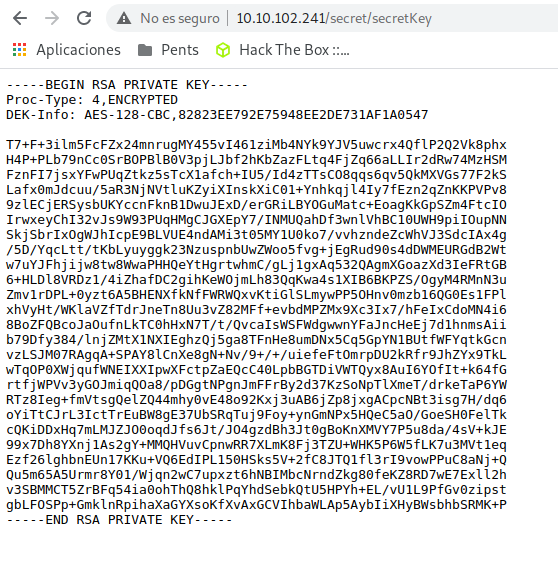 No es seguro | 10.10.102.241/secret/secretKey
Aplicaciones Pents Hack The Box ::...
-----BEGIN RSA PRIVATE KEY-----
Proc-Type: 4,ENCRYPTED
DEK-Info: AES-128-CBC,82823EE792E75948EE2DE731AF1A0547

T7+F+3ilm5FcFZx24mnrugMY455vI461ziMb4NYk9YJV5uwcrx4QflP2Q2Vk8phx
H4P+PLb79nCc0SrBOPBlB0V3pjLJbf2hKbZazFLtq4FjZq66aLLIr2dRw74MzHSM
FznFI7jsxYFwPUqZtkz5sTcX1afch+IU5/Id4zTTsCO8qqs6qv5QkMXVGs77F2kS
Lafx0mJdcuu/5aR3NjNVtluKZyiXInskXiC01+Ynhkqjl4Iy7fEzn2qZnKKPVPv8
9zlECjERSysbUKYccnFknB1DwuJExD/erGRiLBYOGuMatc+EoagKkGpSZm4FtcIO
IrwxeyChI32vJs9W93PUqHMgCJGXEpY7/INMUQahDf3wnlVhBC10UWH9piIOupNN
SkjSbrIxOgWJhIcpE9BLVUE4ndAMi3t05MY1U0ko7/vvhzndeZcWhVJ3SdcIAx4g
/5D/YqcLtt/tKbLyuyggk23NzuspnbUwZWoo5fvg+jEgRud90s4dDWMEURGdB2Wt
w7uYJFhjijw8tw8WwaPHHQeYtHgrtwhmC/gLj1gxAq532QAgmXGoazXd3IeFRtGB
6+HLDl8VRDz1/4iZhafDC2gihKeWOjmLh83QqKwa4s1XIB6BKPZS/OgyM4RMnN3u
Zmv1rDPL+0yzt6A5BHENXfkNfFWRWQxvKtiGlSLmywPP5OHnv0mzb16QG0Es1FPl
xhVyHt/WKlaVZfTdrJneTn8Uu3vZ82MFf+evbdMPZMx9Xc3Ix7/hFeIxCdoMN4i6
8BoZFQBcoJaOufnLkTC0hHxN7T/t/QvcaIsWSFWdgwwnYFaJncHeEj7d1hnmsAii
b79Dfy384/lnjZMtX1NXIEghzQj5ga8TFnHe8umDNx5Cq5GpYN1BUtfWFYqtkGcn
vzLSJM07RAgqA+SPAY8lCnXe8gN+Nv/9+/+/uiefeFtOmrpDU2kRfr9JhZYx9TkL
wTqOP0XWjqufWNEIXXIpwXFctpZaEQcC40LpbBGTDiVWTQyx8AuI6YOfIt+k64fG
rtfjWPVv3yGOJmiqQOa8/pDGgtNPgnJmFFrBy2d37KzSoNpTlXmeT/drkeTaP6YW
RTz8Ieg+fmVtsgQelZQ44mhy0vE48o92Kxj3uAB6jZp8jxgACpcNBt3isg7H/dq6
oYiTtCJrL3IctTrEuBW8gE37UbSRqTuj9Foy+ynGmNPx5HQeC5aO/GoeSH0FelTk
cQKiDDxHq7mLMJZJO0oqdJfs6Jt/JO4gzdBh3Jt0gBoKnXMVY7P5u8da/4sV+kJE
99x7Dh8YXnj1As2gY+MMQHVuvCpnwRR7XLmK8Fj3TZU+WHK5P6W5fLK7u3MVt1eq
Ezf26lghbnEUn17KKu+VQ6EdIPL150HSks5V+2fC8JTQ1fl3rI9vowPPuC8aNj+Q
Qu5m65A5Urmr8Y01/Wjqn2wC7upxzt6hNBIMbcNrndZkg80feKZ8RD7wE7Exll2h
v3SBMMCT5ZrBFq54ia0ohThQ8hklPqYhdSebkQtU5HPYh+EL/vU1L9PfGv0zipst
gbLFOSPp+GmklnRpihaXaGYXsoKfXvAxGCVIhbaWLAp5AybIiXHyBWsbhbSRMK+P
-----END RSA PRIVATE KEY-----